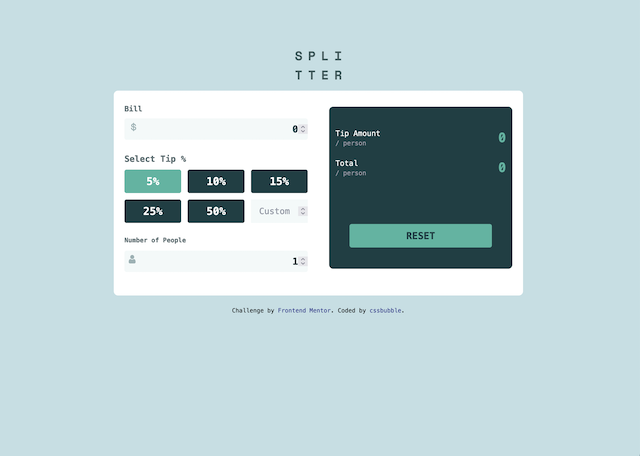 SPLI
TTER
Bill
$
0
Select Tip %
5%
10%
15%
25%
50%
Custom
Number of People
1
Tip Amount
/ person
0
Total
/ person
0
RESET
Challenge by Frontend Mentor. Coded by cssbubble.